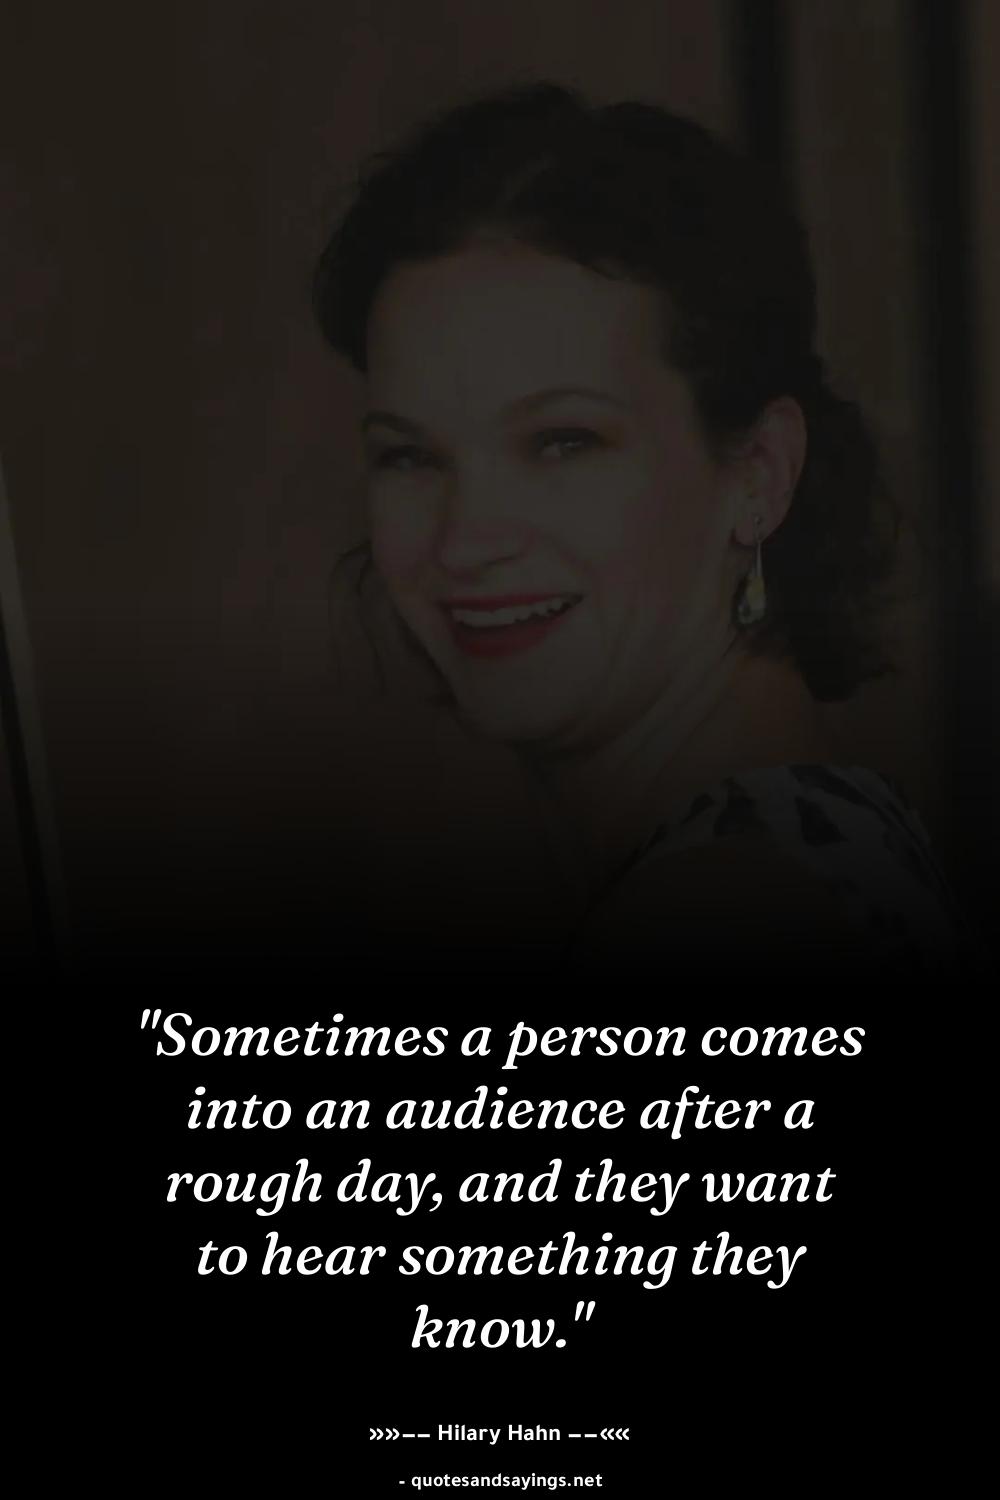 "Sometimes a person comes
into an audience after a
rough day, and they want
to hear something they
know."
»»–– Hilary Hahn ––««
- quotesandsayings.net